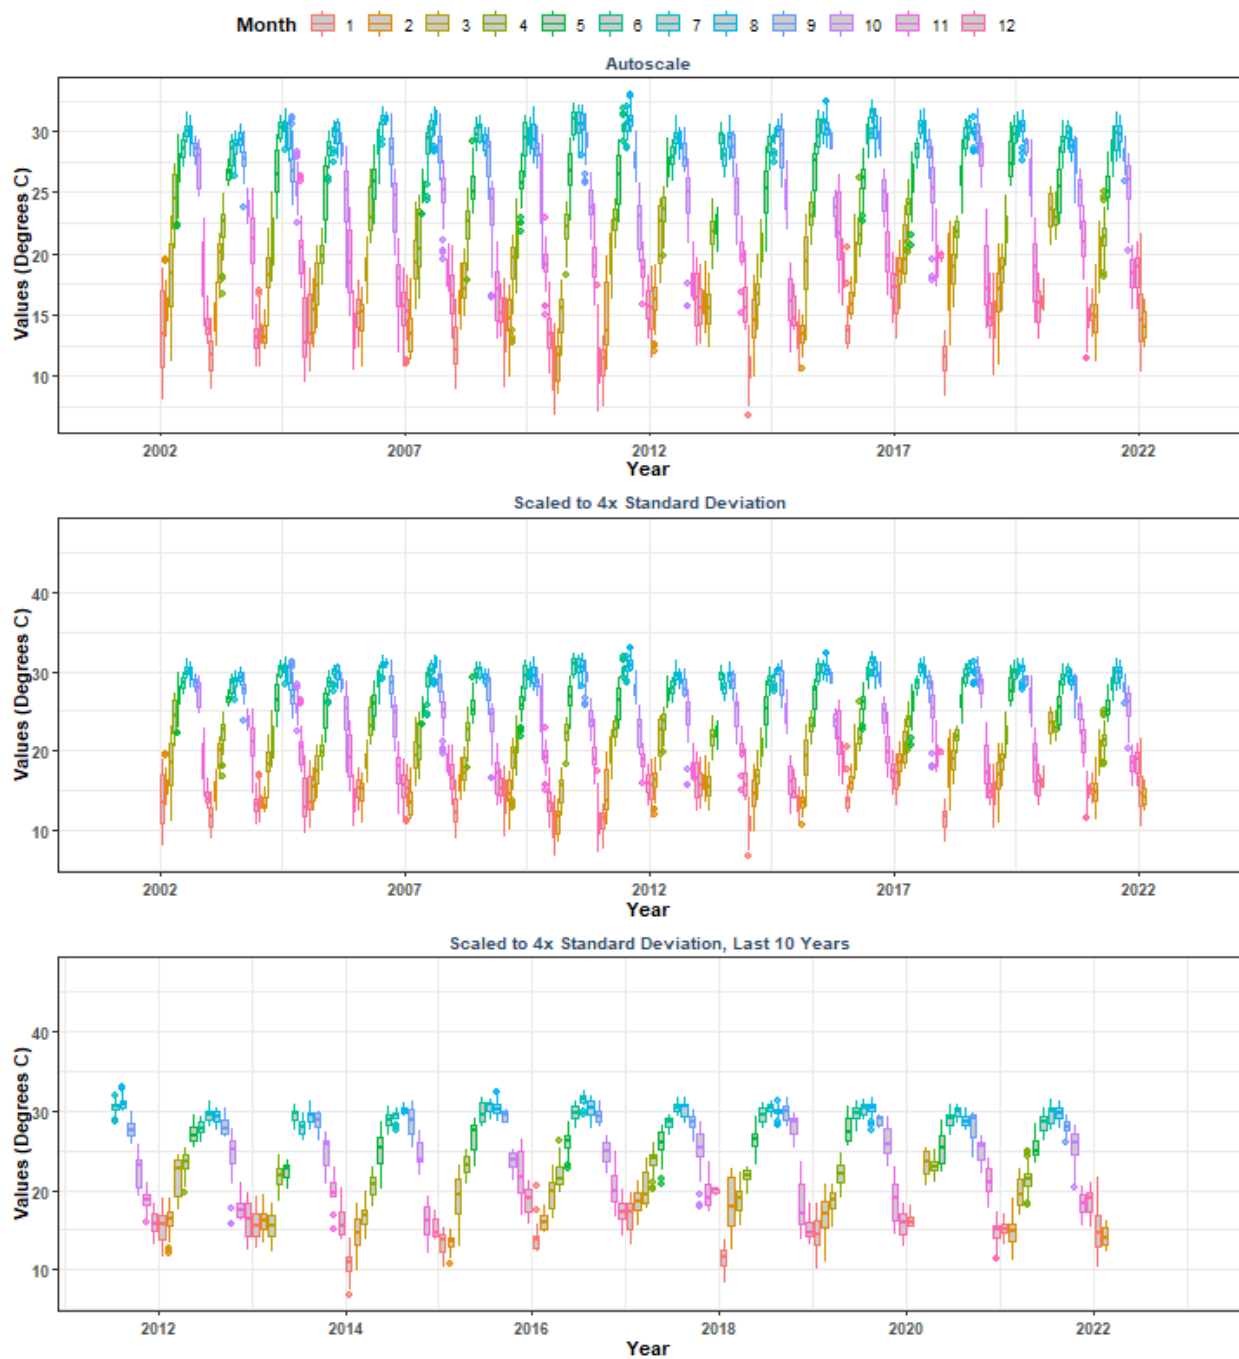 Month 1 2 3 4 5 6 7 8 9 10 11 12
Autoscale
Values (Degrees C)
30
25
20
15
10
2002 2007 2012 2017 2022
Year
Scaled to 4x Standard Deviation
Values (Degrees C)
40
30
20
10
2002 2007 2012 2017 2022
Year
Scaled to 4x Standard Deviation, Last 10 Years
Values (Degrees C)
40
30
20
10
2012 2014 2016 2018 2020 2022
Year